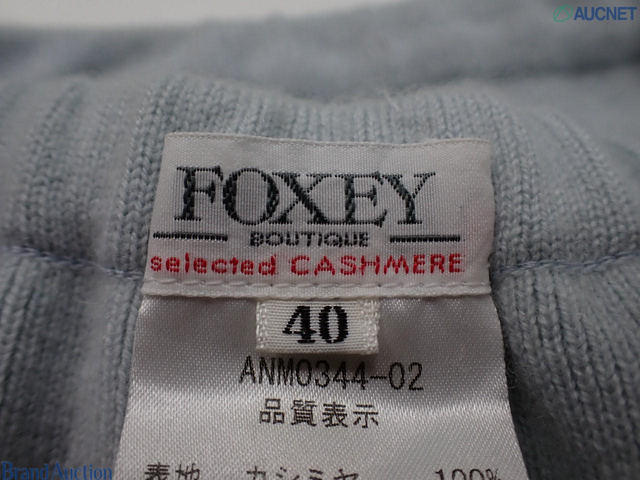 AUCNET
FOXEY
BOUTIQUE
selected CASHMERE
40
ANM0344-02
品質表示
表地 カシミヤ 100%
Brand Auction